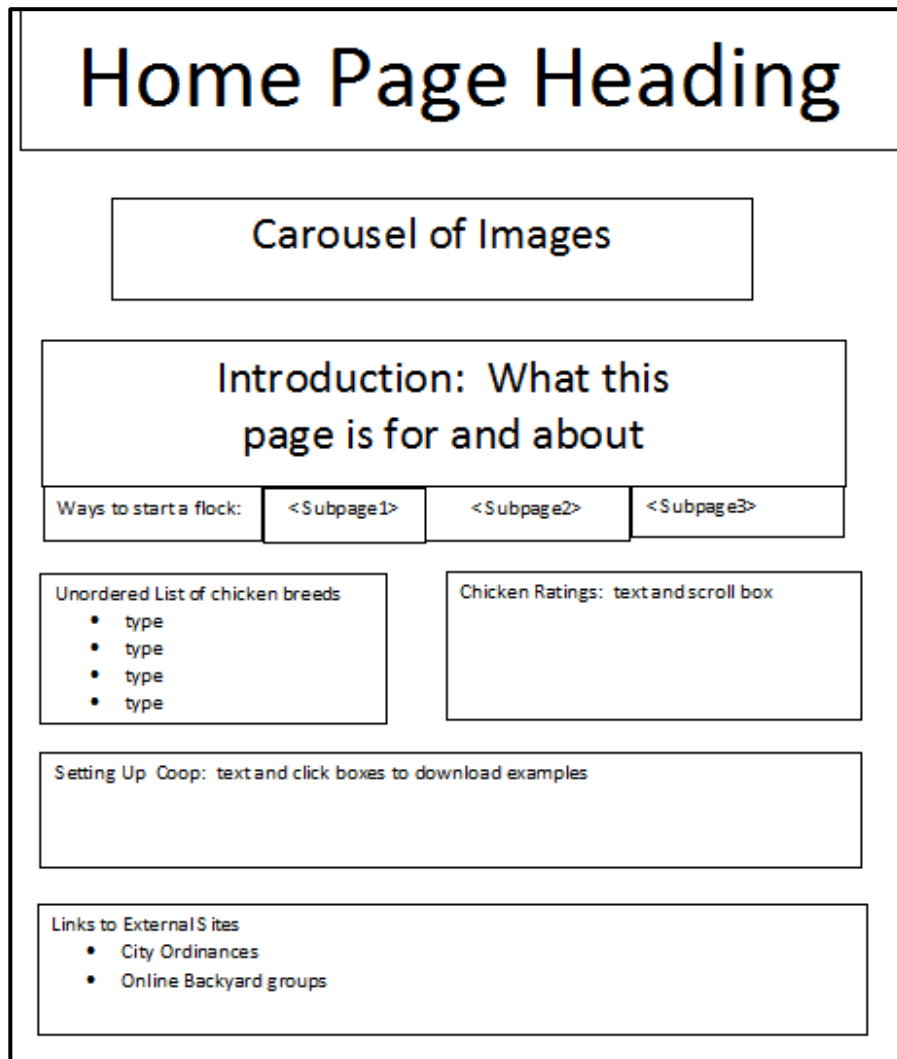 Home Page Heading
Carousel of Images
Introduction: What this
page is for and about
Ways to start a flock: <Subpage1> <Subpage2> <Subpage3>
Unordered List of chicken breeds
• type
• type
• type
• type
Chicken Ratings: text and scroll box
Setting Up Coop: text and click boxes to download examples
Links to External Sites
• City Ordinances
• Online Backyard groups